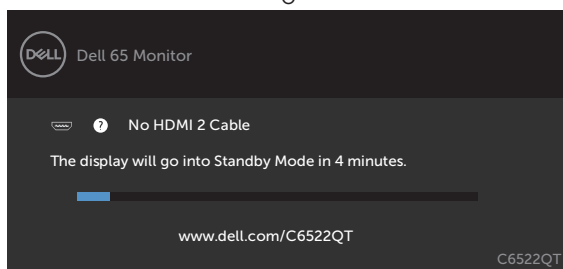 DELL
Dell 65 Monitor
? No HDMI 2 Cable
The display will go into Standby Mode in 4 minutes.
www.dell.com/C6522QT
C6522QT